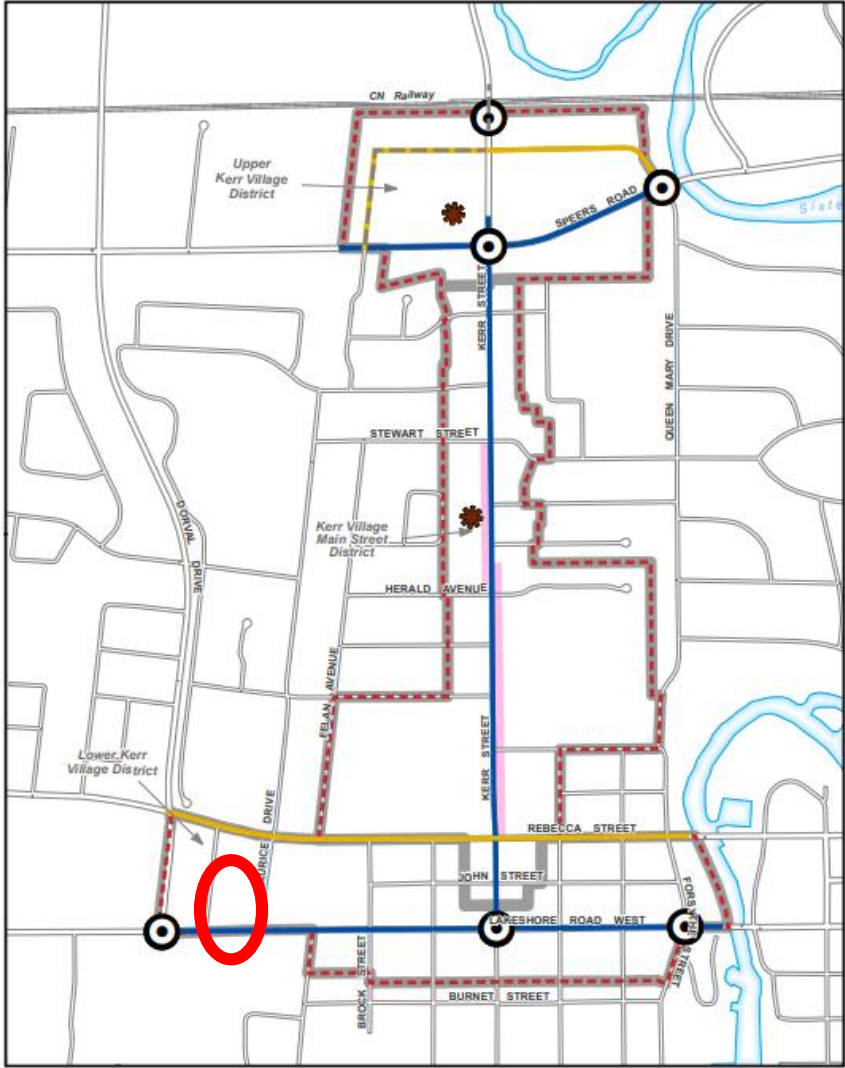 CN Railway
Upper
Kerr Village
District
SPEERS ROAD
Sixte
KERR STREET
QUEEN MARY DRIVE
STEWART STREET
DORVAL DRIVE
Kerr Village
Main Street
District
HERALD AVENUE
FELAN AVENUE
KERR STREET
Lower Kerr
Village District
URICE DRIVE
REBECCA STREET
JOHN STREET
FORSYTHE STREET
LAKESHORE ROAD WEST
BROCK STREET
BURNET STREET